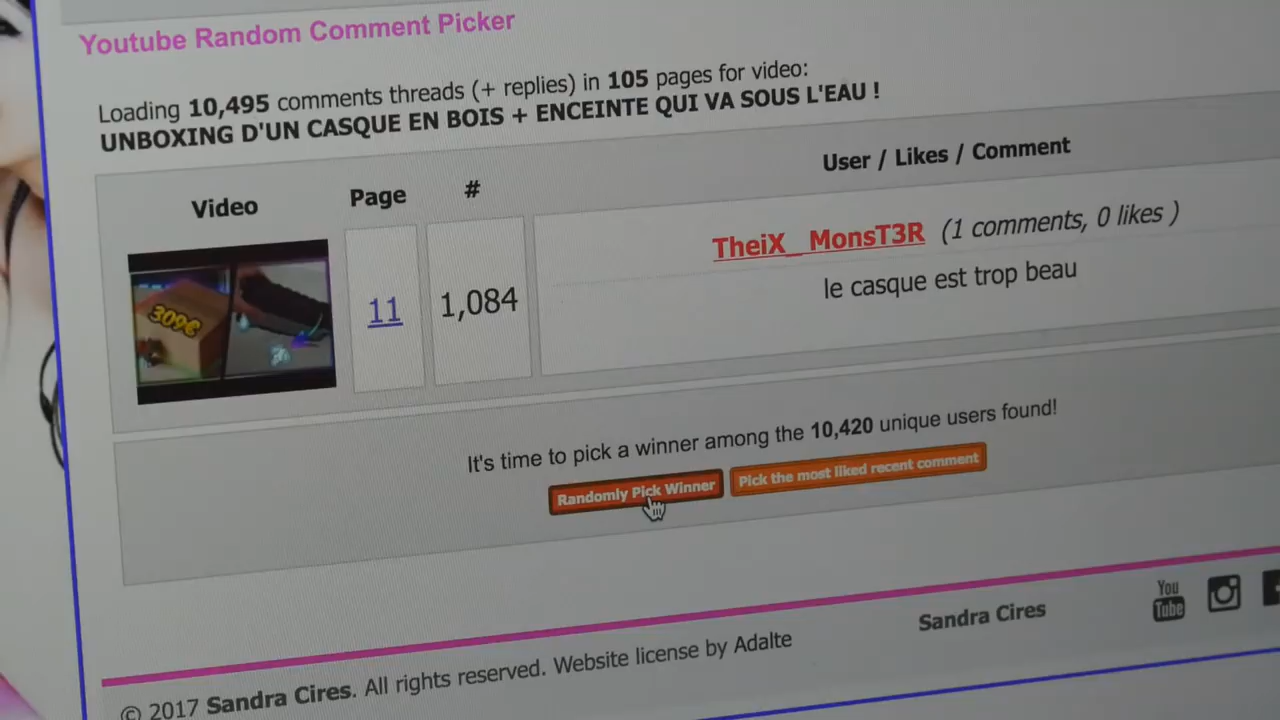 Youtube Random Comment Picker
Loading 10,495 comments threads (+ replies) in 105 pages for video:
UNBOXING D'UN CASQUE EN BOIS + ENCEINTE QUI VA SOUS L'EAU !
Video Page # User / Likes / Comment
309€ 11 1,084 TheiX_ MonsT3R (1 comments, 0 likes )
le casque est trop beau
It's time to pick a winner among the 10,420 unique users found!
Randomly Pick Winner Pick the most liked recent comment
Sandra Cires You Tube
© 2017 Sandra Cires. All rights reserved. Website license by Adalte